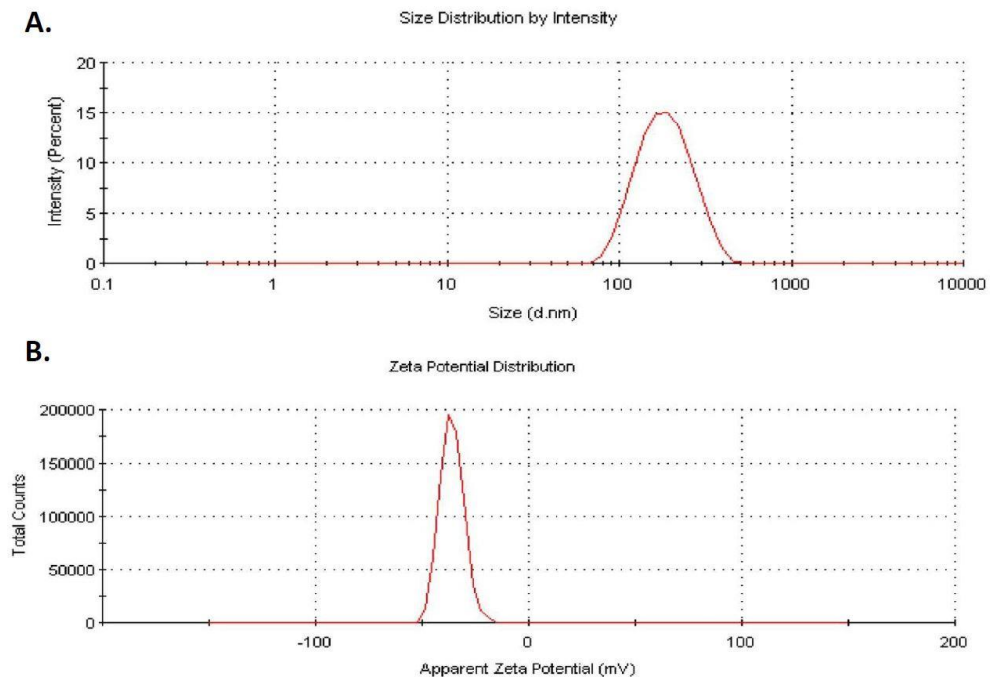 A.
Size Distribution by Intensity
20
15
10
5
0
Intensity (Percent)
0.1 1 10 100 1000 10000
Size (d.nm)
B.
Zeta Potential Distribution
200000
150000
100000
50000
0
Total Counts
-100 0 100 200
Apparent Zeta Potential (mV)